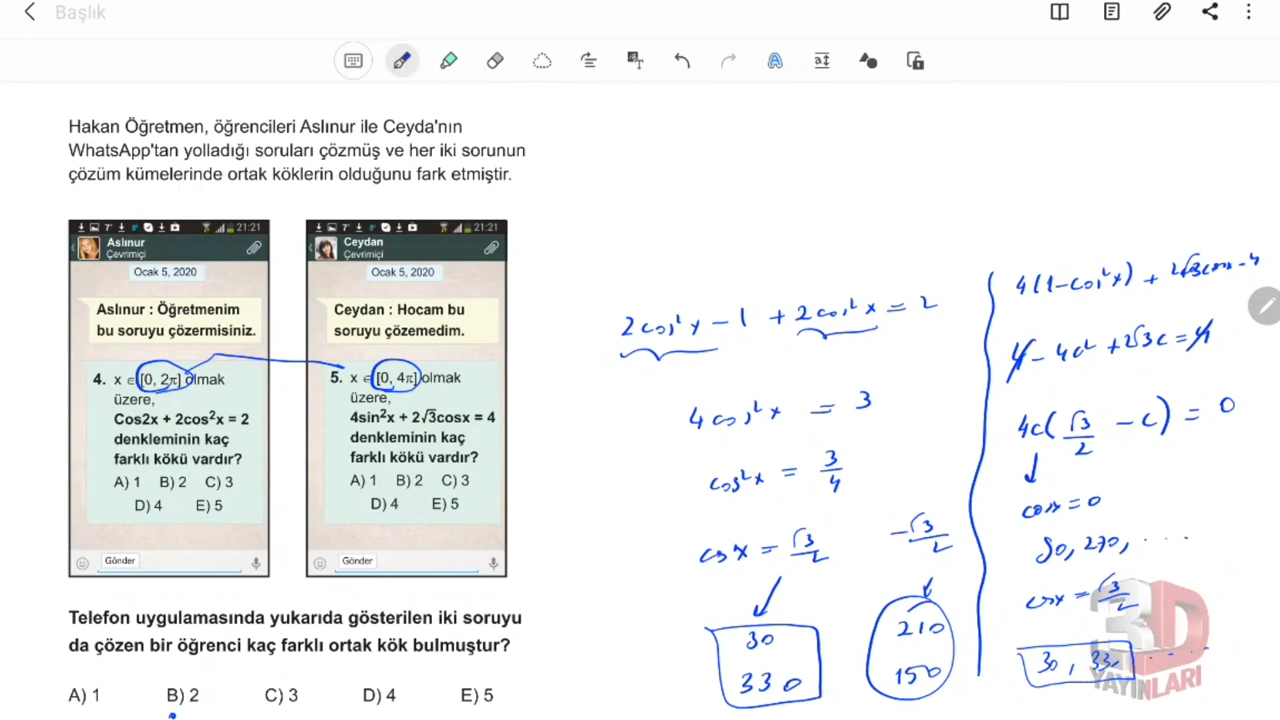 Başlık
Hakan Öğretmen, öğrencileri Aslınur ile Ceyda'nın
WhatsApp'tan yolladığı soruları çözmüş ve her iki sorunun
çözüm kümelerinde ortak köklerin olduğunu fark etmiştir.
21:21
Aslınur
Çevrimiçi
Ocak 5, 2020
Aslınur : Öğretmenim
bu soruyu çözermisiniz.
4. x ∈ [0, 2π] olmak
üzere,
Cos2x + 2cos²x = 2
denkleminin kaç
farklı kökü vardır?
A) 1 B) 2 C) 3
D) 4 E) 5
Gönder
21:21
Ceydan
Çevrimiçi
Ocak 5, 2020
Ceydan : Hocam bu
soruyu çözemedim.
5. x ∈ [0, 4π] olmak
üzere,
4sin²x + 2√3cosx = 4
denkleminin kaç
farklı kökü vardır?
A) 1 B) 2 C) 3
D) 4 E) 5
Gönder
Telefon uygulamasında yukarıda gösterilen iki soruyu
da çözen bir öğrenci kaç farklı ortak kök bulmuştur?
A) 1 B) 2 C) 3 D) 4 E) 5
2cos²x - 1 + 2cos²x = 2
4cos²x = 3
cos²x = 3/4
cosx = √3/2 -√3/2
30
330
210
150
4(1-cos²x) + 2√3cosx = 4
4 - 4c² + 2√3c = 4
4c(√3/2 - c) = 0
cosx = 0
90, 270, ....
cosx = √3/2
30, 330 ...
3D
YAYINLARI